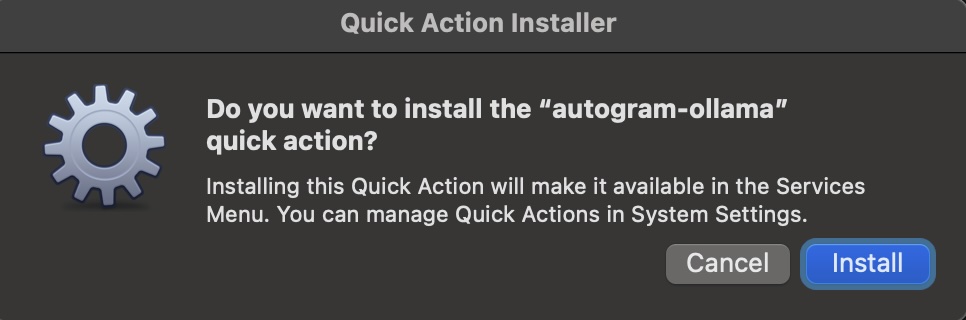 Quick Action Installer
Do you want to install the “autogram-ollama”
quick action?
Installing this Quick Action will make it available in the Services
Menu. You can manage Quick Actions in System Settings.
Cancel
Install